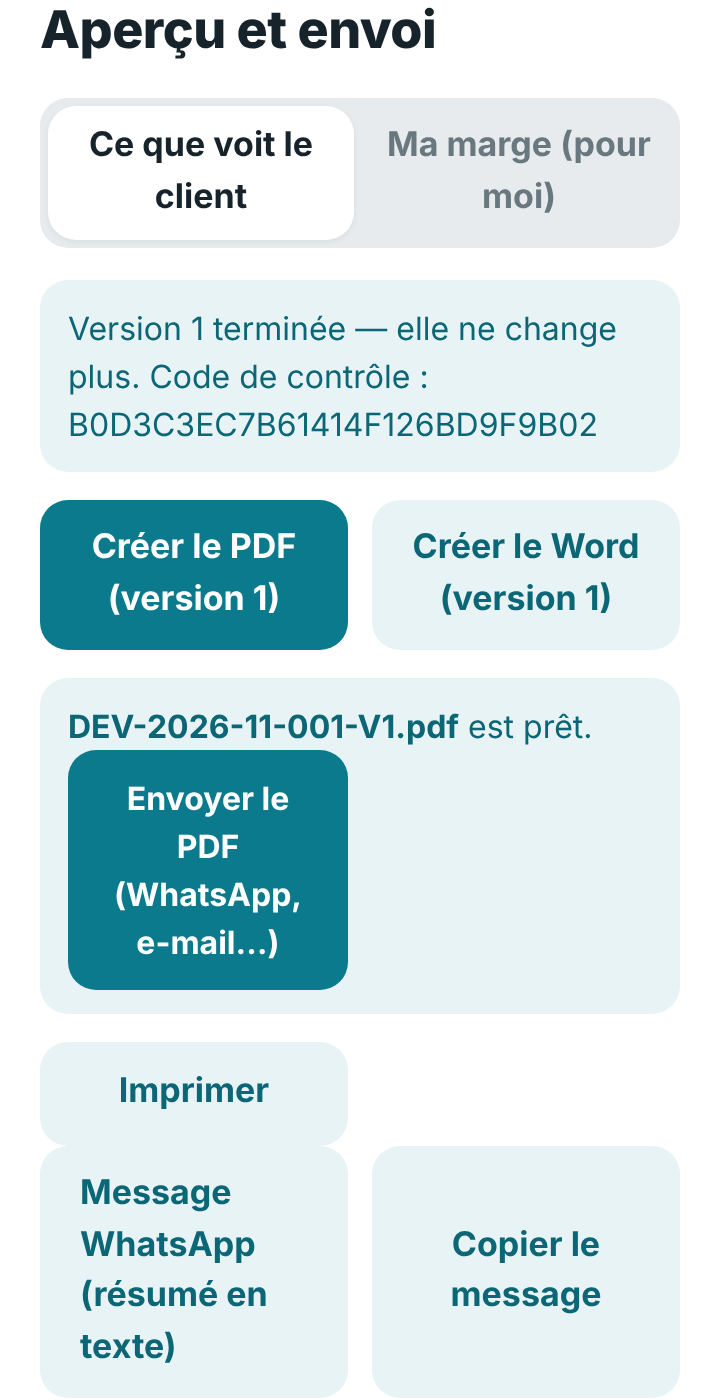 Aperçu et envoi
Ce que voit le
client
Ma marge (pour
moi)
Version 1 terminée — elle ne change
plus. Code de contrôle :
B0D3C3EC7B61414F126BD9F9B02
Créer le PDF
(version 1)
Créer le Word
(version 1)
DEV-2026-11-001-V1.pdf est prêt.
Envoyer le
PDF
(WhatsApp,
e-mail…)
Imprimer
Message
WhatsApp
(résumé en
texte)
Copier le
message